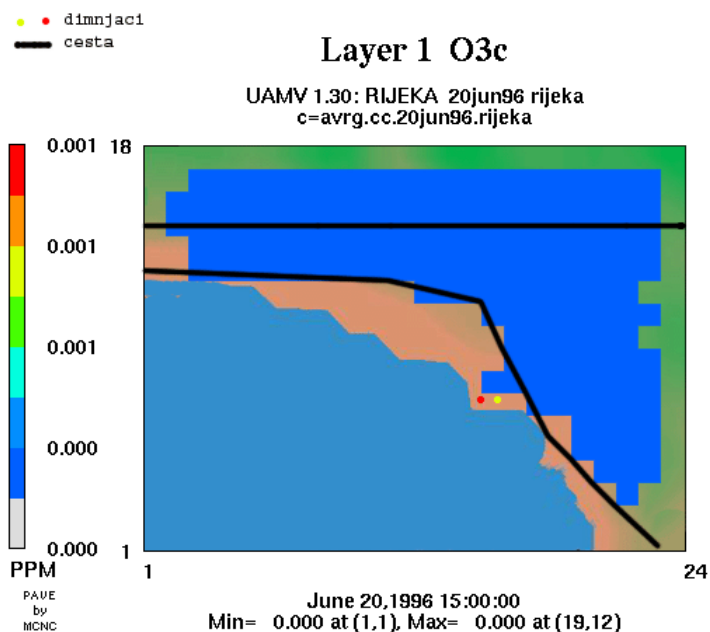 dimnjaci
cesta
Layer 1 O3c
UAMV 1.30: RIJEKA 20jun96 rijeka
c=avrg.cc.20jun96.rijeka
0.001
0.001
0.001
0.000
0.000
PPM
18
1
1
24
PAVE
by
MCNC
June 20,1996 15:00:00
Min= 0.000 at (1,1), Max= 0.000 at (19,12)